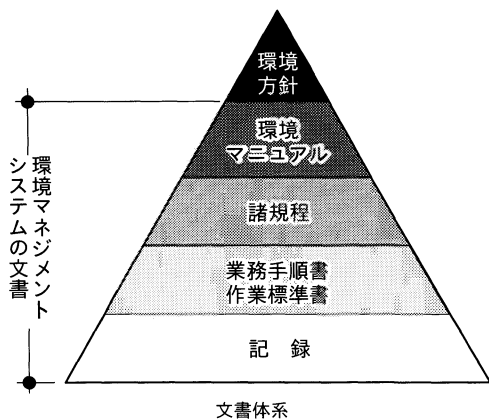 環境
方針
環境
マニュアル
諸規程
業務手順書
作業標準書
記 録
環境マネジメント
システムの文書
文書体系